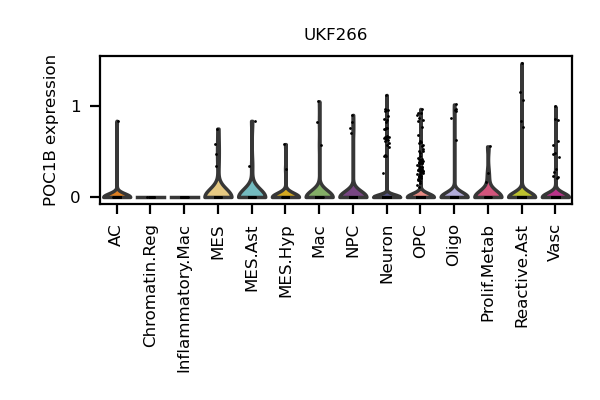 UKF266
POC1B expression
1
0
AC
Chromatin.Reg
Inflammatory.Mac
MES
MES.Ast
MES.Hyp
Mac
NPC
Neuron
OPC
Oligo
Prolif.Metab
Reactive.Ast
Vasc